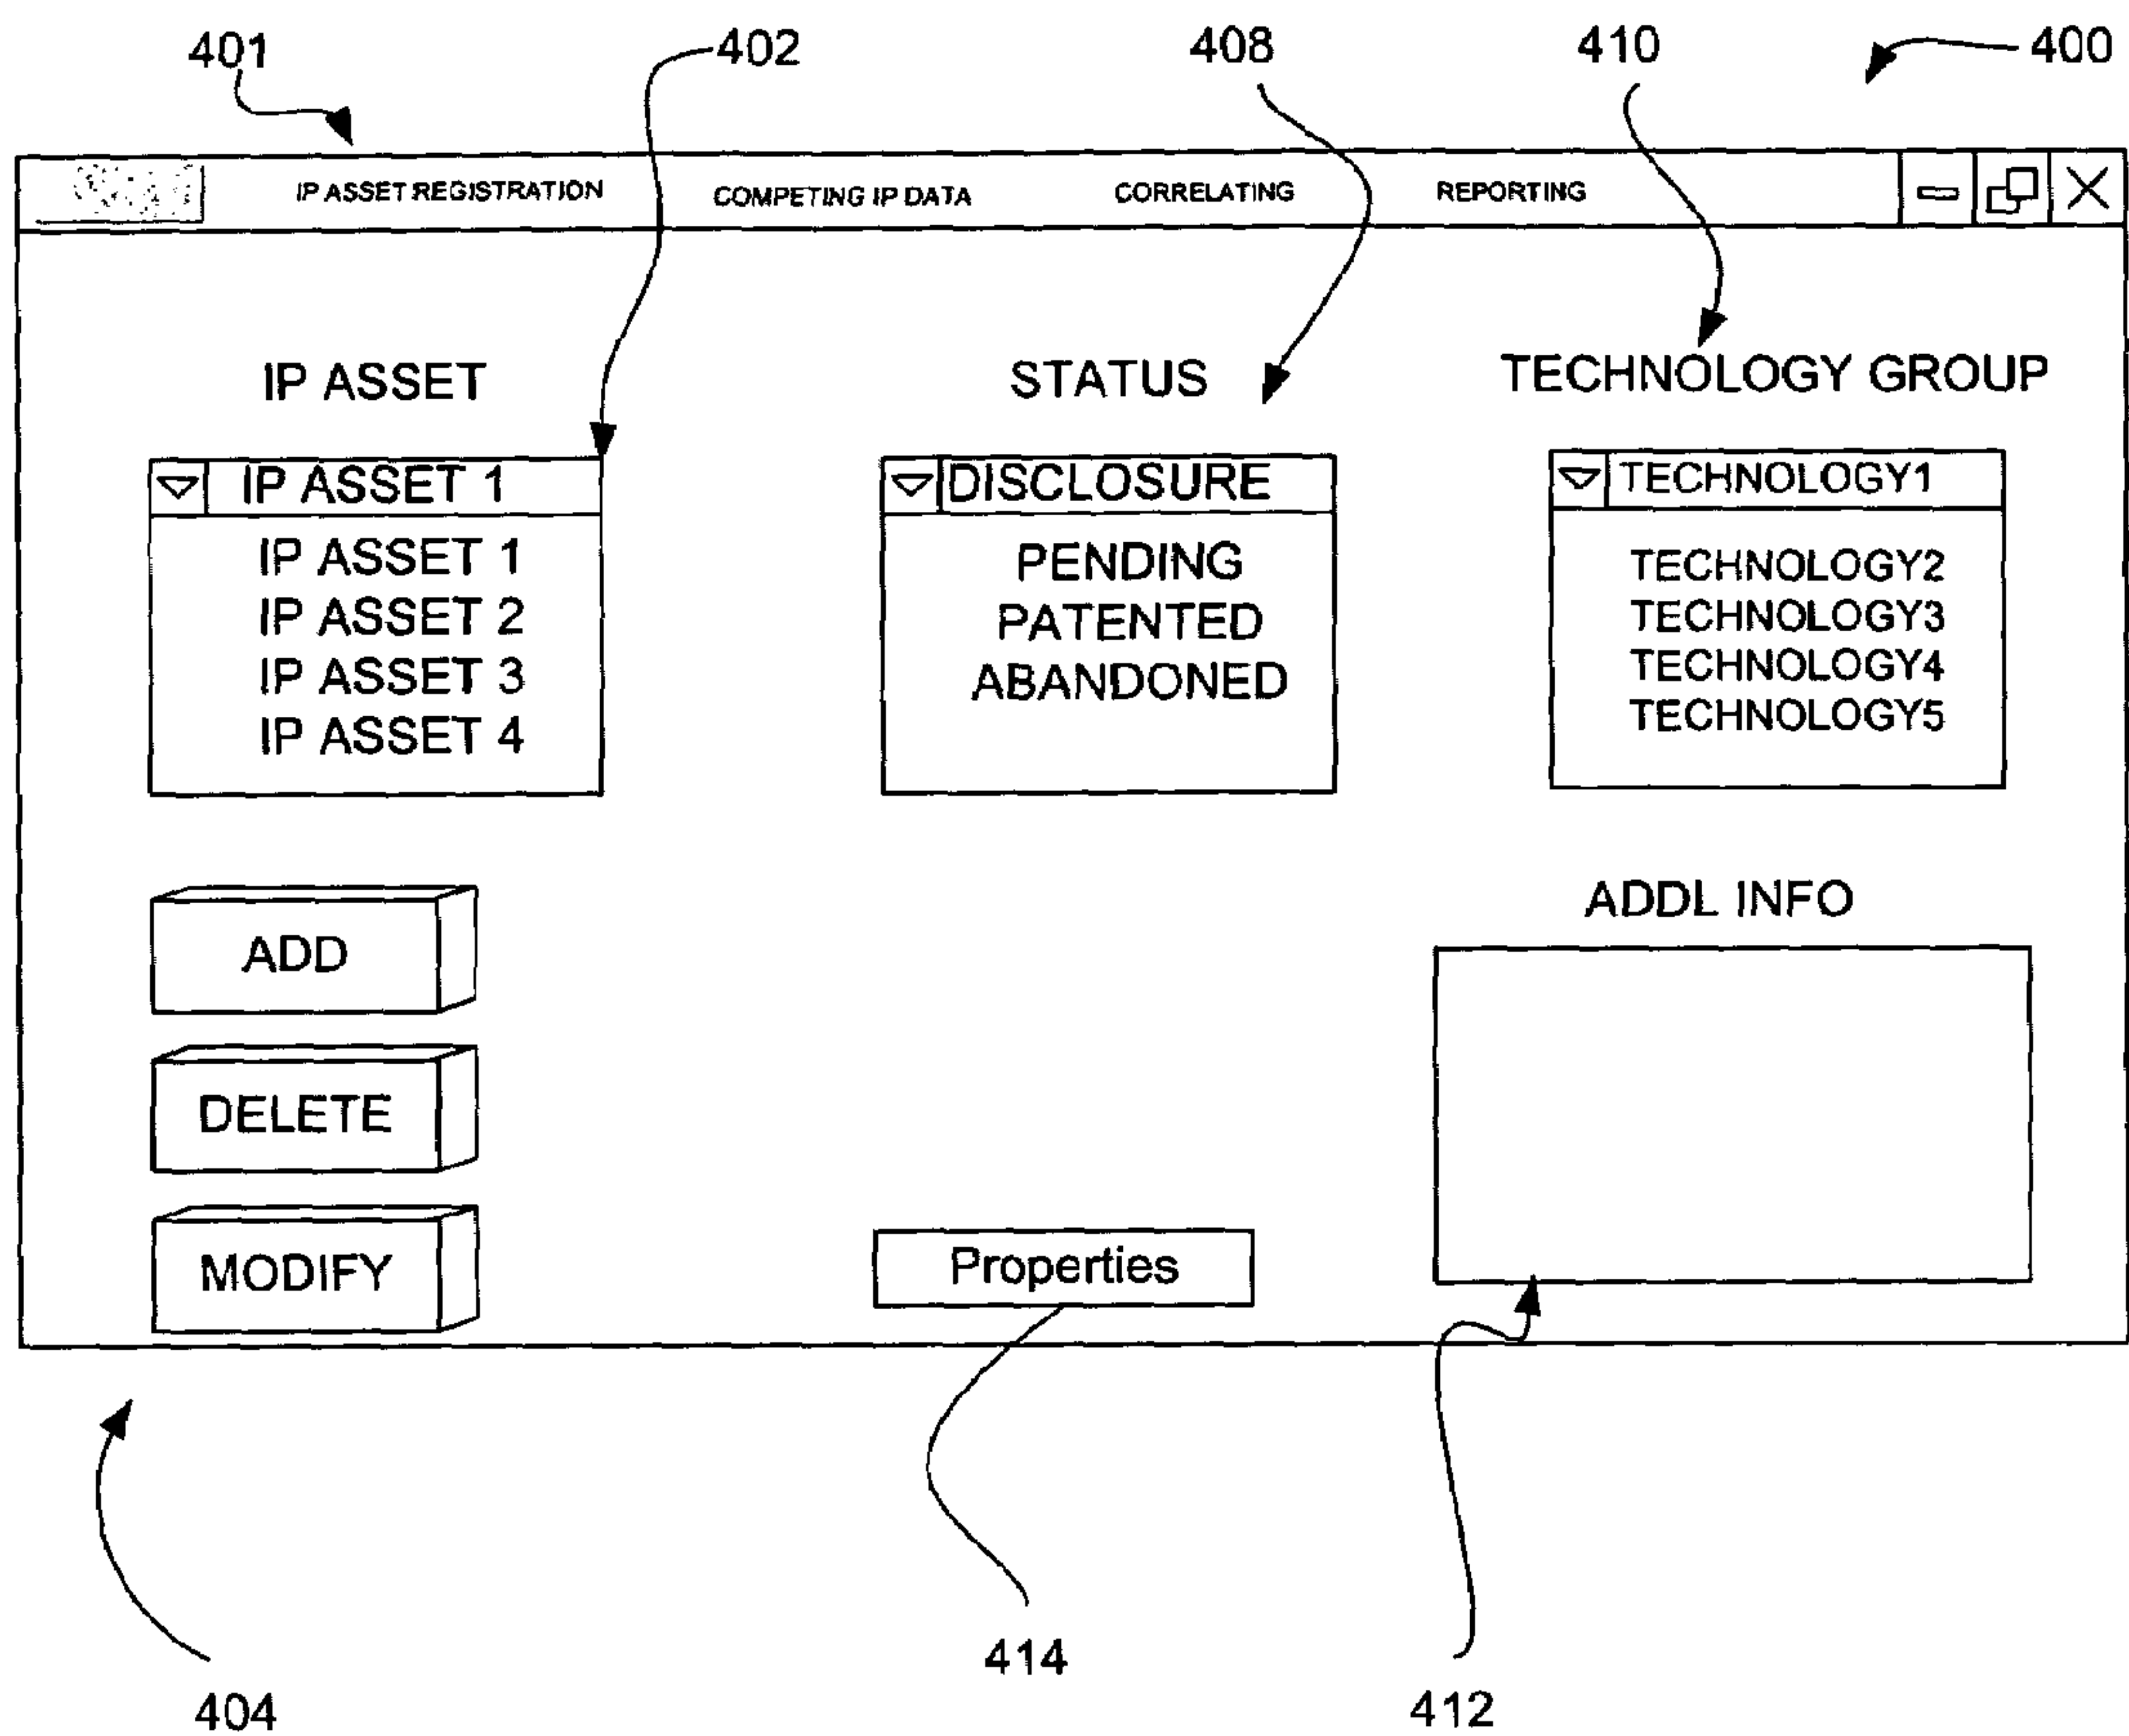 401 402 408 410 400
IP ASSET REGISTRATION COMPETING IP DATA CORRELATING REPORTING
IP ASSET STATUS TECHNOLOGY GROUP
IP ASSET 1 DISCLOSURE TECHNOLOGY1
IP ASSET 1 PENDING TECHNOLOGY2
IP ASSET 2 PATENTED TECHNOLOGY3
IP ASSET 3 ABANDONED TECHNOLOGY4
IP ASSET 4 TECHNOLOGY5
ADDL INFO
ADD
DELETE
MODIFY Properties
414
404 412